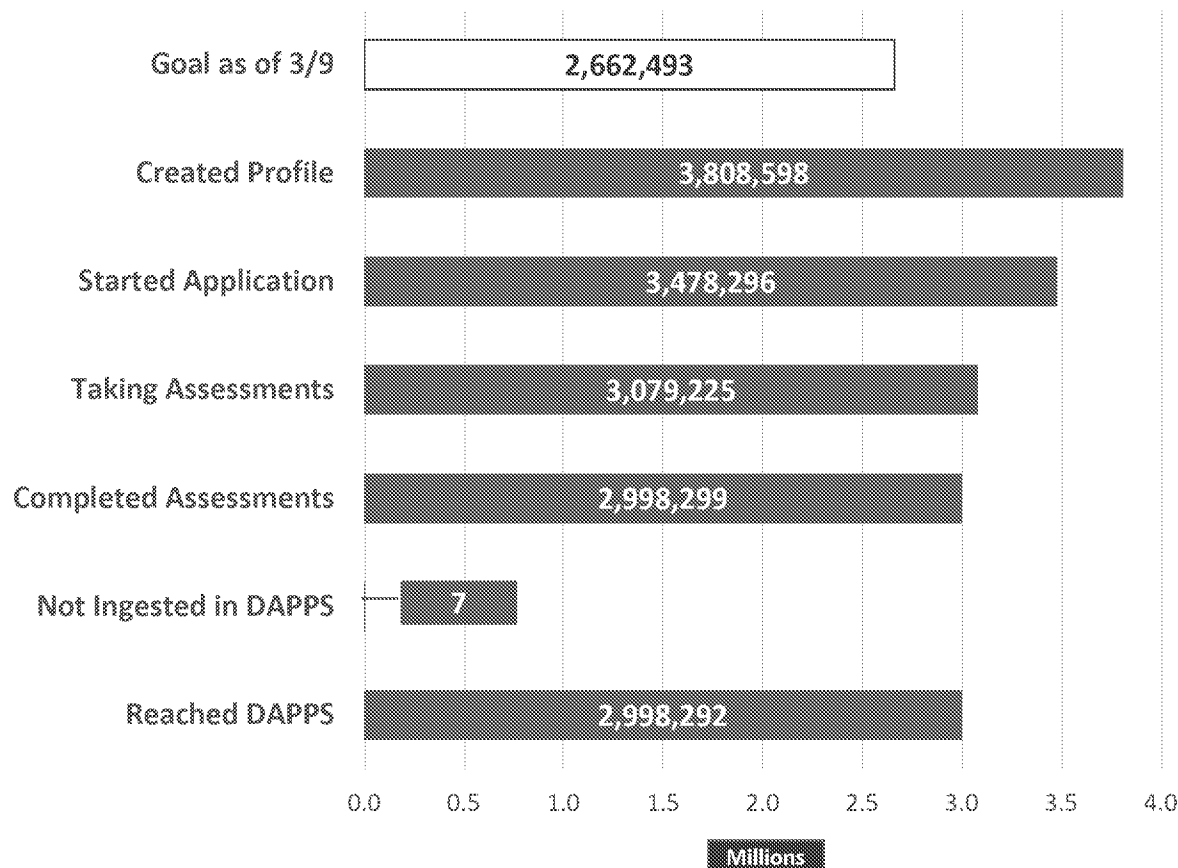 Goal as of 3/9
2,662,493
Created Profile
3,808,598
Started Application
3,478,296
Taking Assessments
3,079,225
Completed Assessments
2,998,299
Not Ingested in DAPPS
7
Reached DAPPS
2,998,292
0.0 0.5 1.0 1.5 2.0 2.5 3.0 3.5 4.0
Millions